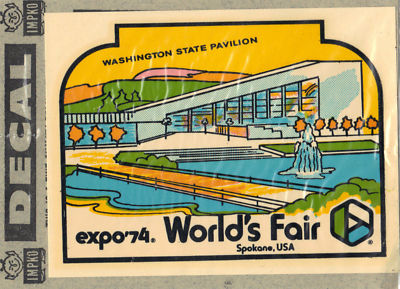 IMPKO
DECAL
IMPKO
WASHINGTON STATE PAVILION
expo'74®
World's Fair
Spokane, USA
®